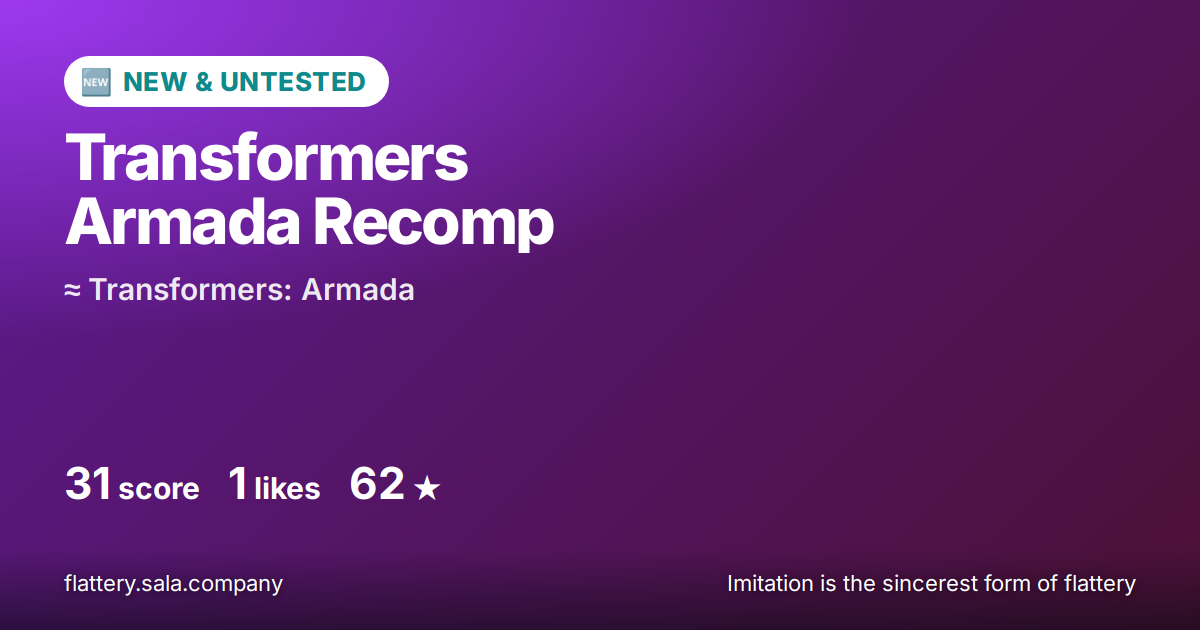 🆕 NEW & UNTESTED
Transformers
Armada Recomp
≈ Transformers: Armada
31 score 1 likes 62 ★
flattery.sala.company
Imitation is the sincerest form of flattery